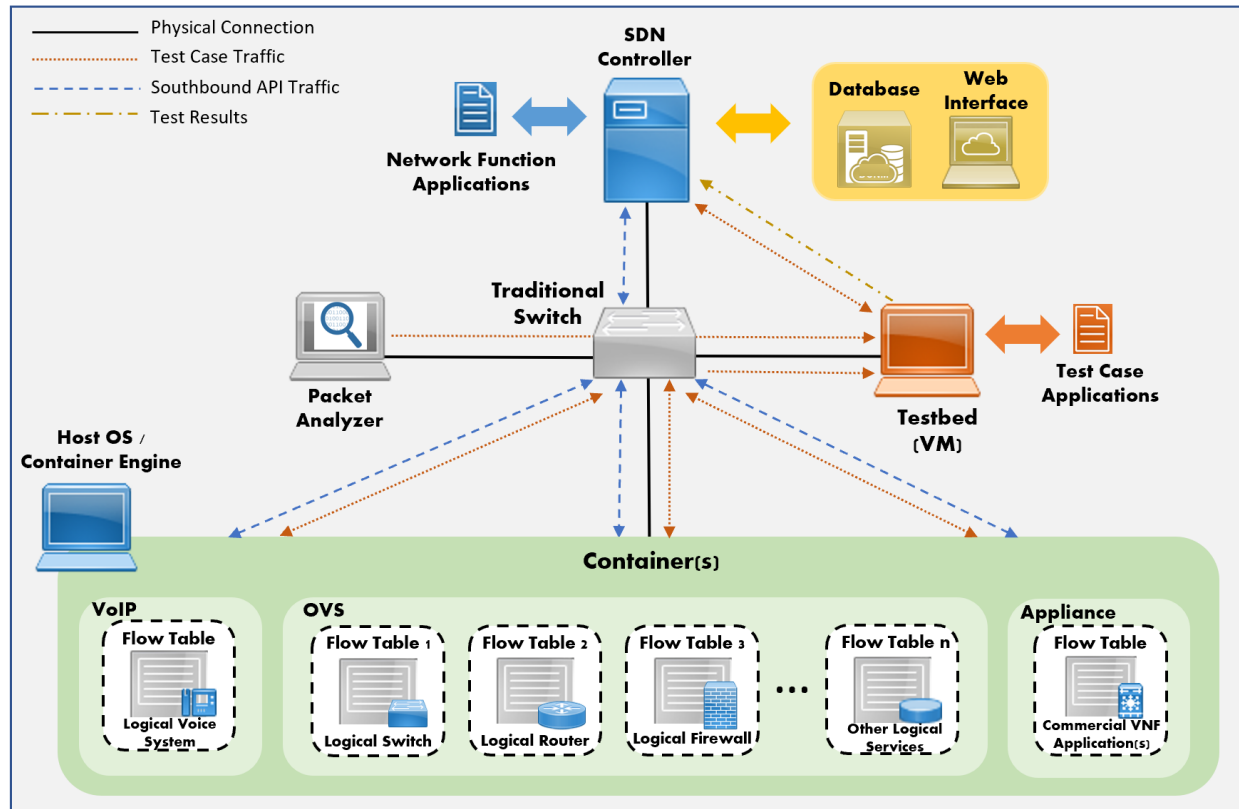 Physical Connection
Test Case Traffic
Southbound API Traffic
Test Results
SDN
Controller
Network Function
Applications
Database
Web
Interface
Traditional
Switch
Packet
Analyzer
Testbed
(VM)
Test Case
Applications
Host OS /
Container Engine
Container(s)
VoIP
Flow Table
Logical Voice
System
OVS
Flow Table 1
Logical Switch
Flow Table 2
Logical Router
Flow Table 3
Logical Firewall
...
Flow Table n
Other Logical
Services
Appliance
Flow Table
Commercial VNF
Application(s)